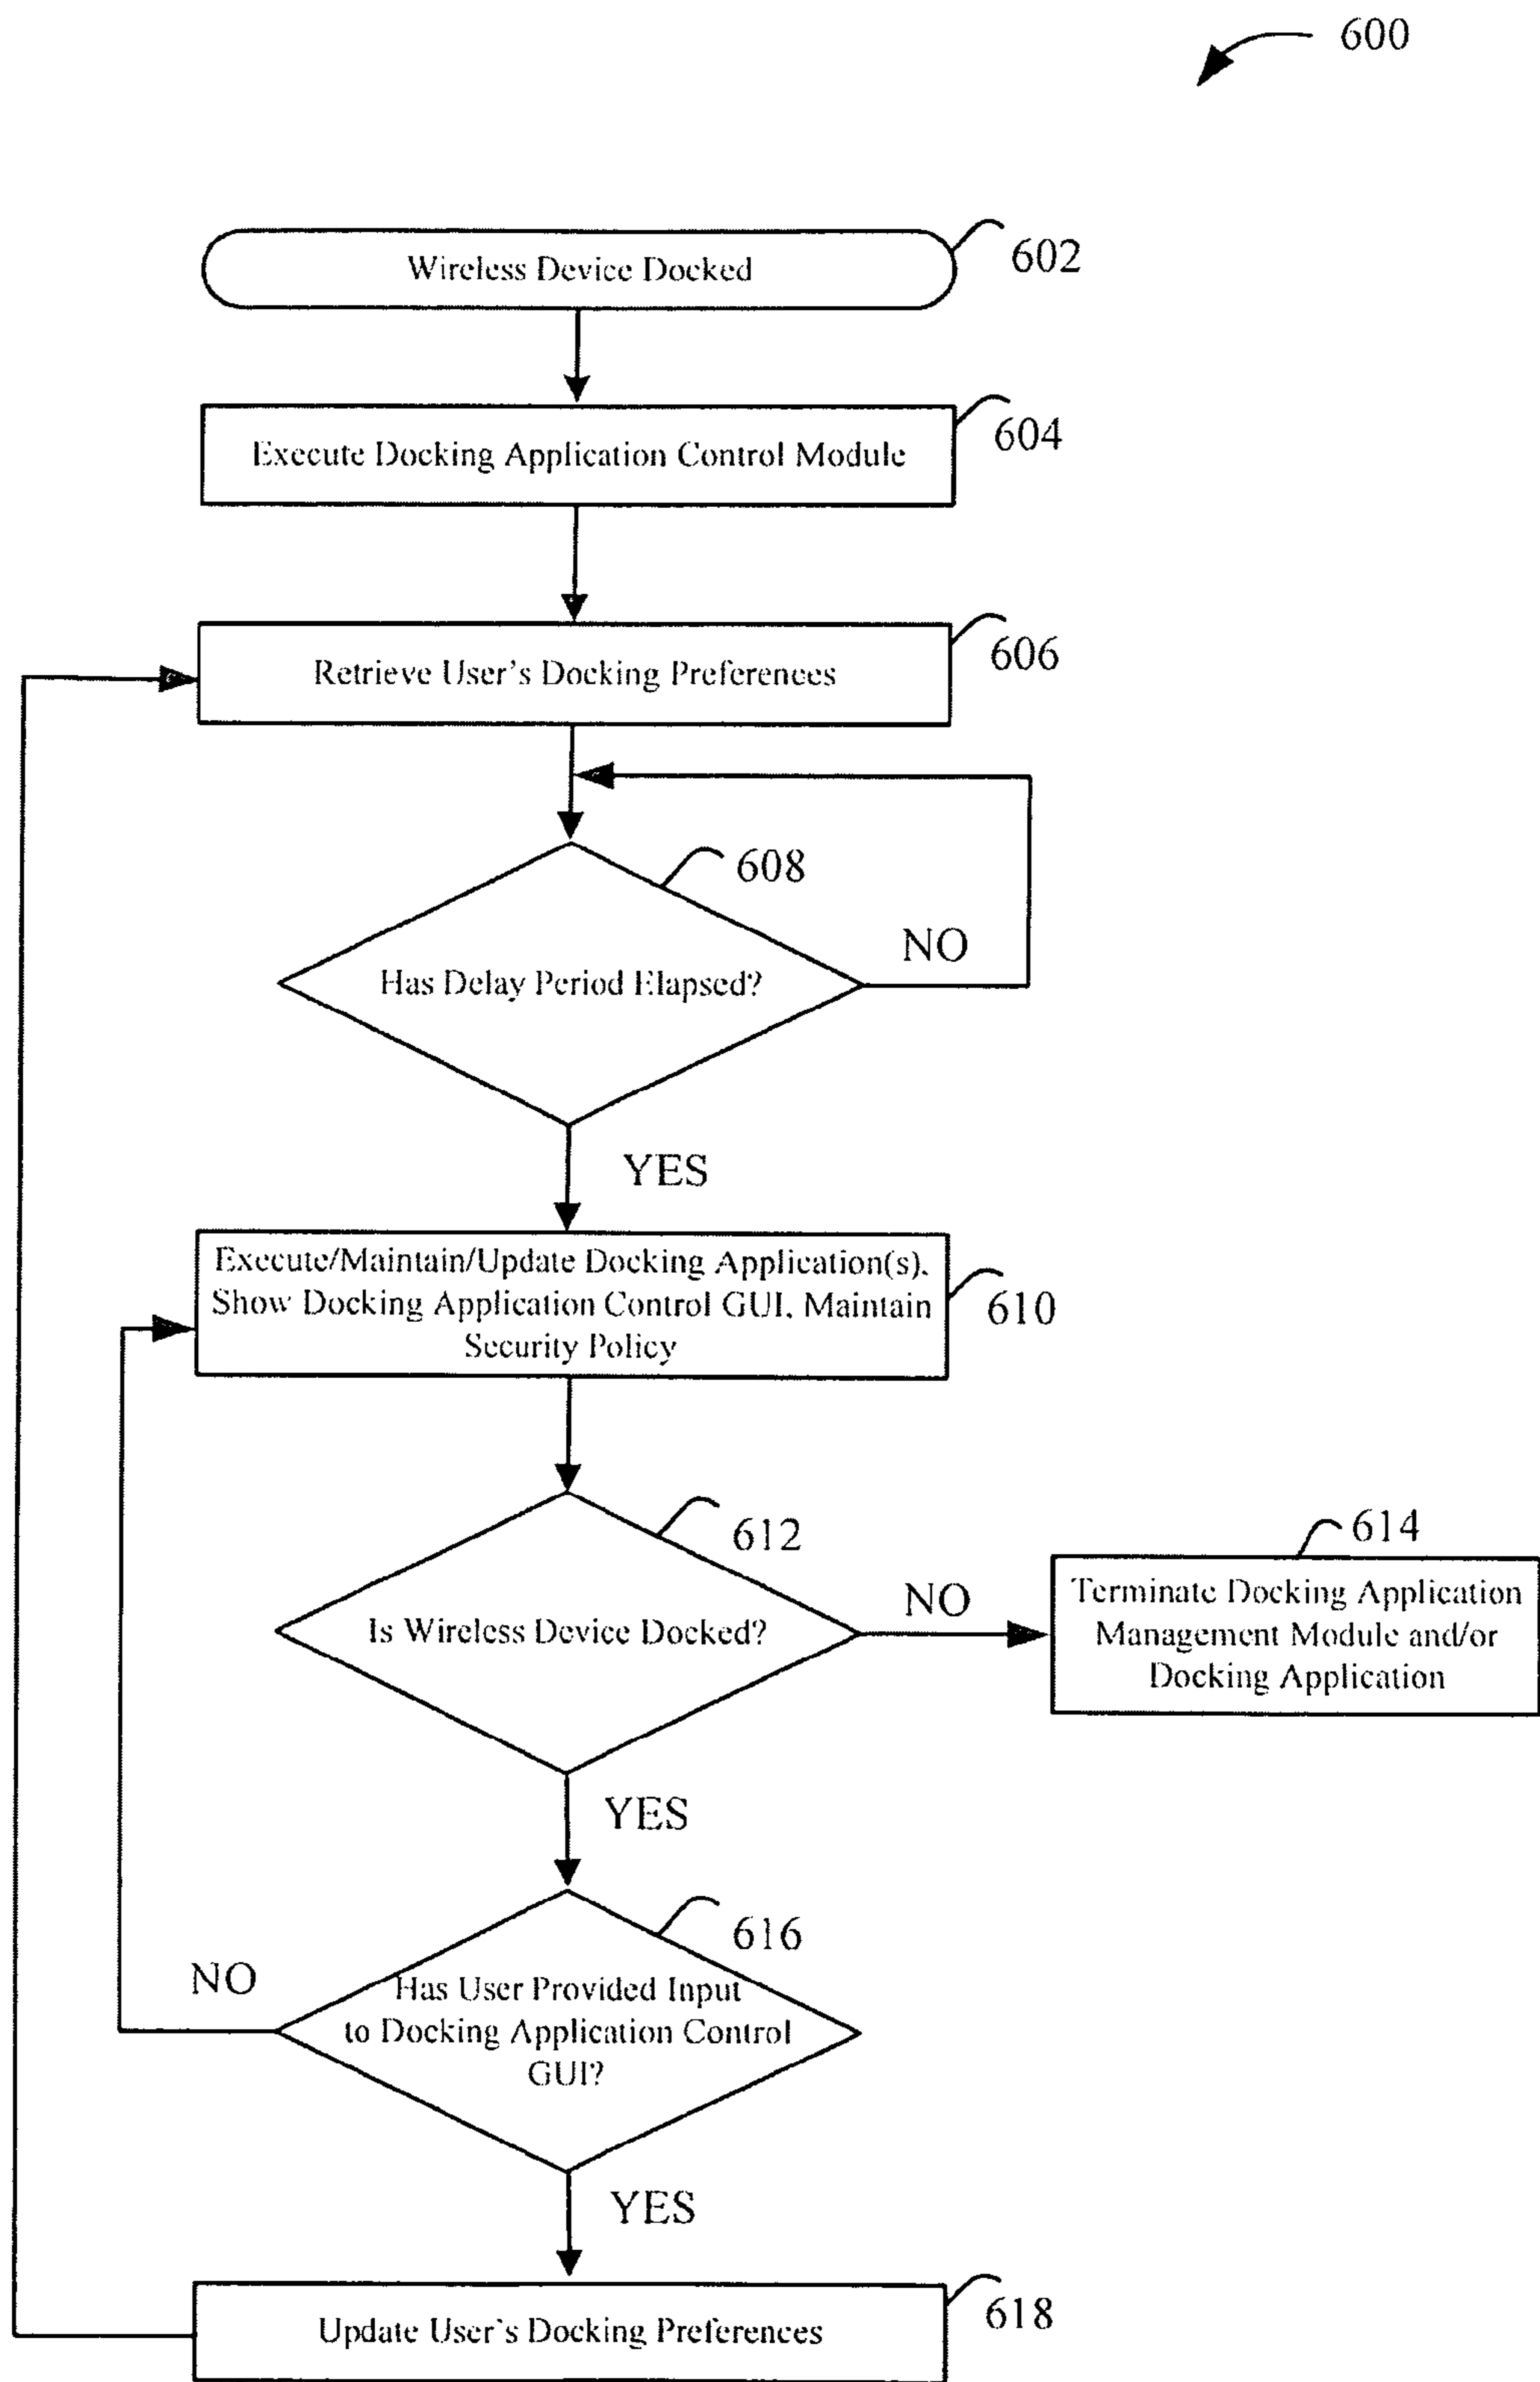 600
Wireless Device Docked
602
Execute Docking Application Control Module
604
Retrieve User's Docking Preferences
606
608
Has Delay Period Elapsed?
NO
YES
Execute/Maintain/Update Docking Application(s),
Show Docking Application Control GUI, Maintain
Security Policy
610
612
Is Wireless Device Docked?
NO
614
Terminate Docking Application
Management Module and/or
Docking Application
YES
616
Has User Provided Input
to Docking Application Control
GUI?
NO
YES
Update User's Docking Preferences
618